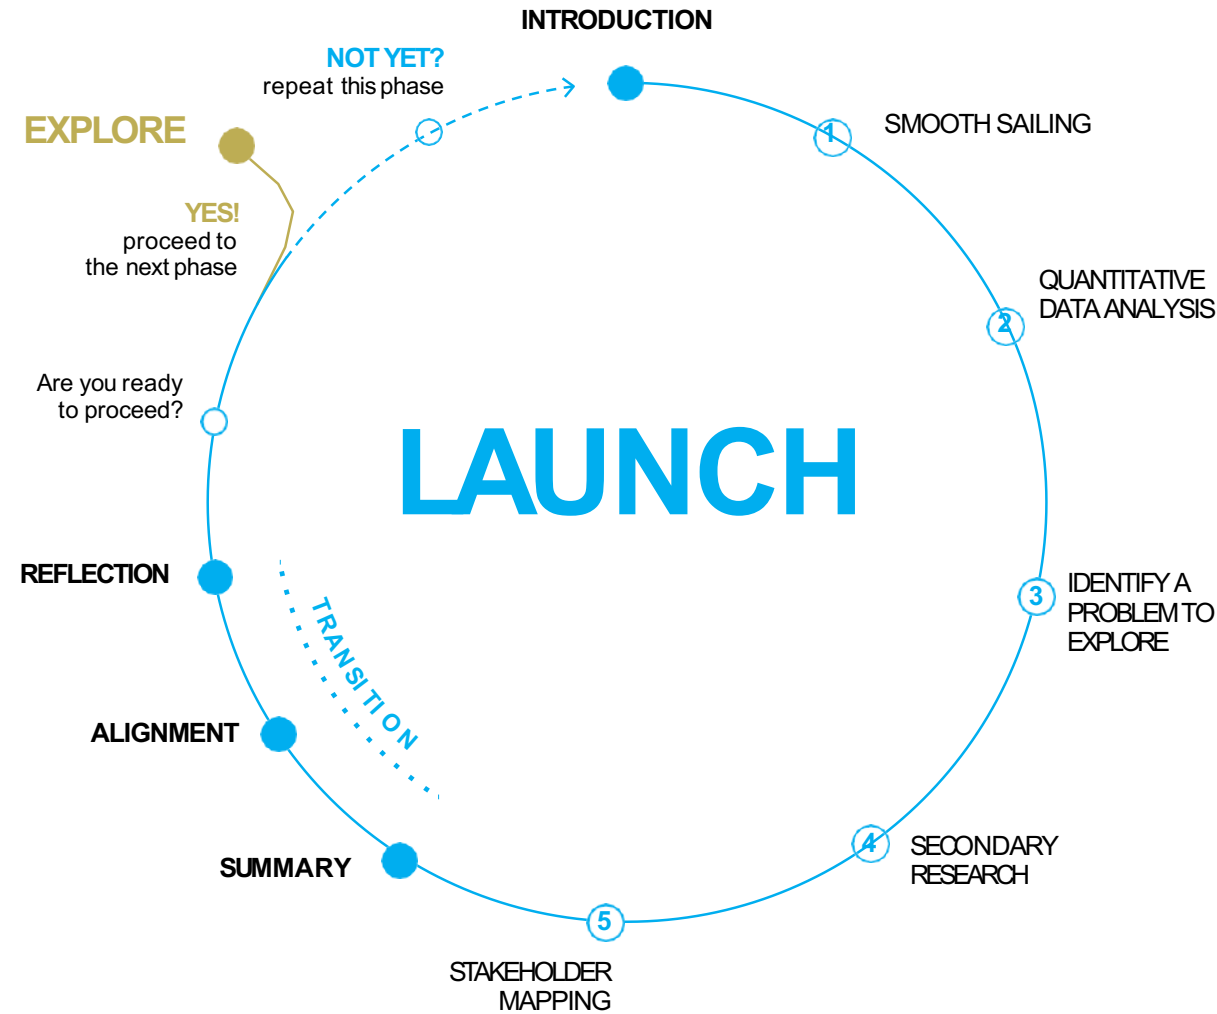 INTRODUCTION
NOT YET?
repeat this phase
EXPLORE
1
SMOOTH SAILING
YES!
proceed to
the next phase
2
QUANTITATIVE
DATA ANALYSIS
Are you ready
to proceed?
LAUNCH
REFLECTION
TRANSITION
3
IDENTIFY A
PROBLEM TO
EXPLORE
ALIGNMENT
4
SECONDARY
RESEARCH
SUMMARY
5
STAKEHOLDER
MAPPING